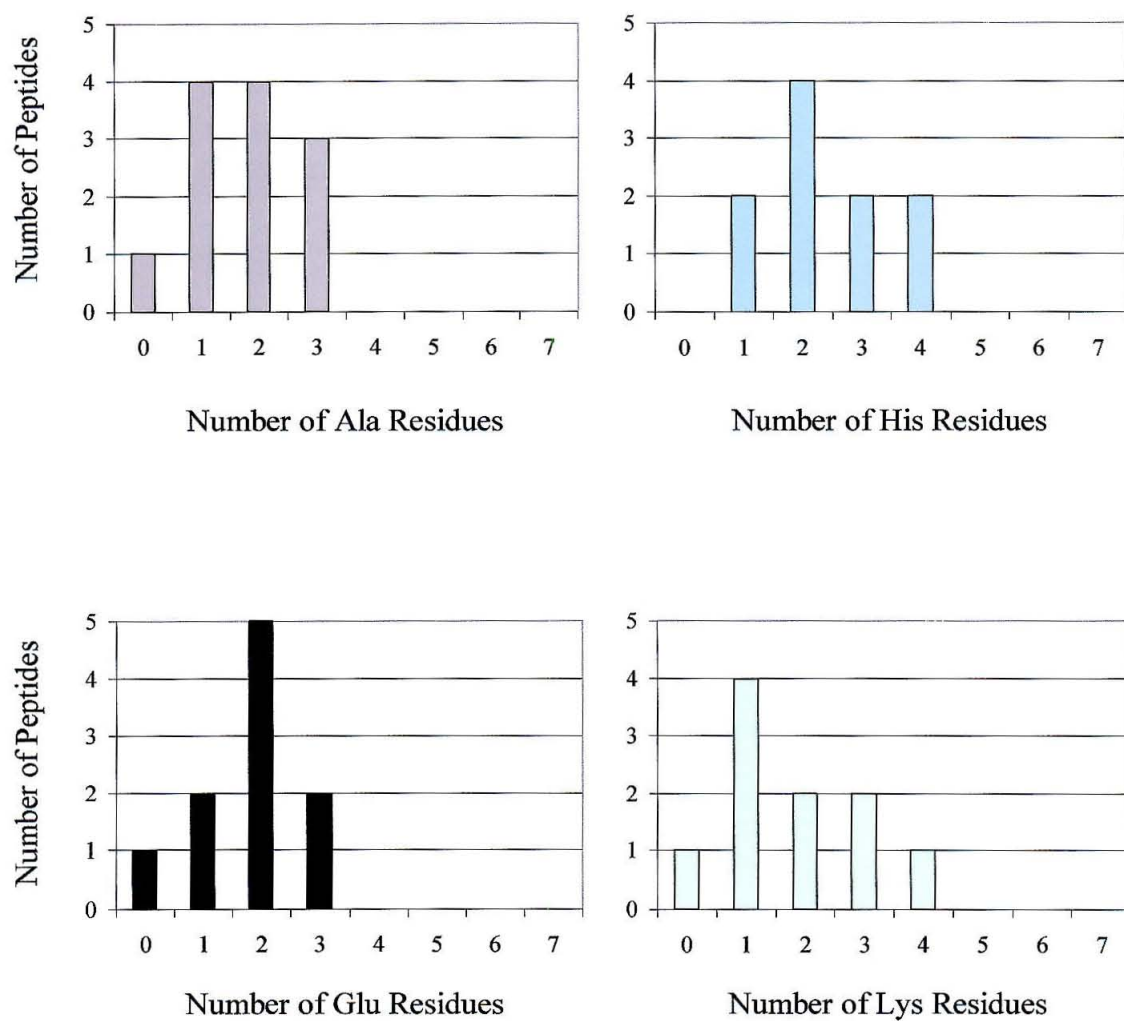 Number of Peptides
5
4
3
2
1
0
0 1 2 3 4 5 6 7
Number of Ala Residues
5
4
3
2
1
0
0 1 2 3 4 5 6 7
Number of His Residues
Number of Peptides
5
4
3
2
1
0
0 1 2 3 4 5 6 7
Number of Glu Residues
5
4
3
2
1
0
0 1 2 3 4 5 6 7
Number of Lys Residues